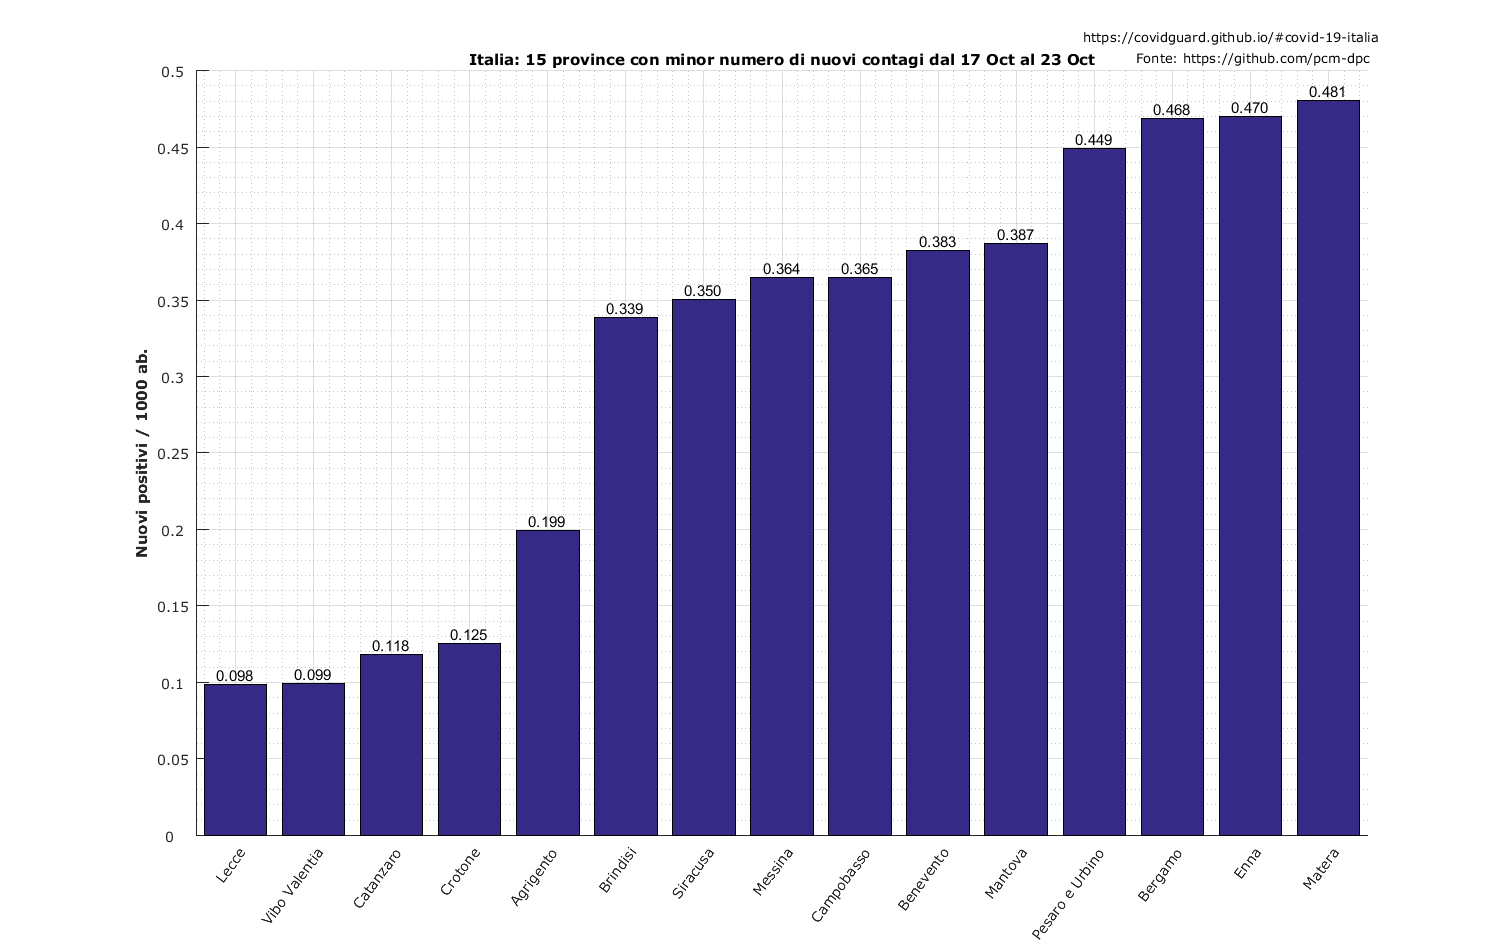 https://covidguard.github.io/#covid-19-italia
Italia: 15 province con minor numero di nuovi contagi dal 17 Oct al 23 Oct
Fonte: https://github.com/pcm-dpc
Nuovi positivi / 1000 ab.
0.5
0.45
0.4
0.35
0.3
0.25
0.2
0.15
0.1
0.05
0
0.098
0.099
0.118
0.125
0.199
0.339
0.350
0.364
0.365
0.383
0.387
0.449
0.468
0.470
0.481
Lecce
Vibo Valentia
Catanzaro
Crotone
Agrigento
Brindisi
Siracusa
Messina
Campobasso
Benevento
Mantova
Pesaro e Urbino
Bergamo
Enna
Matera